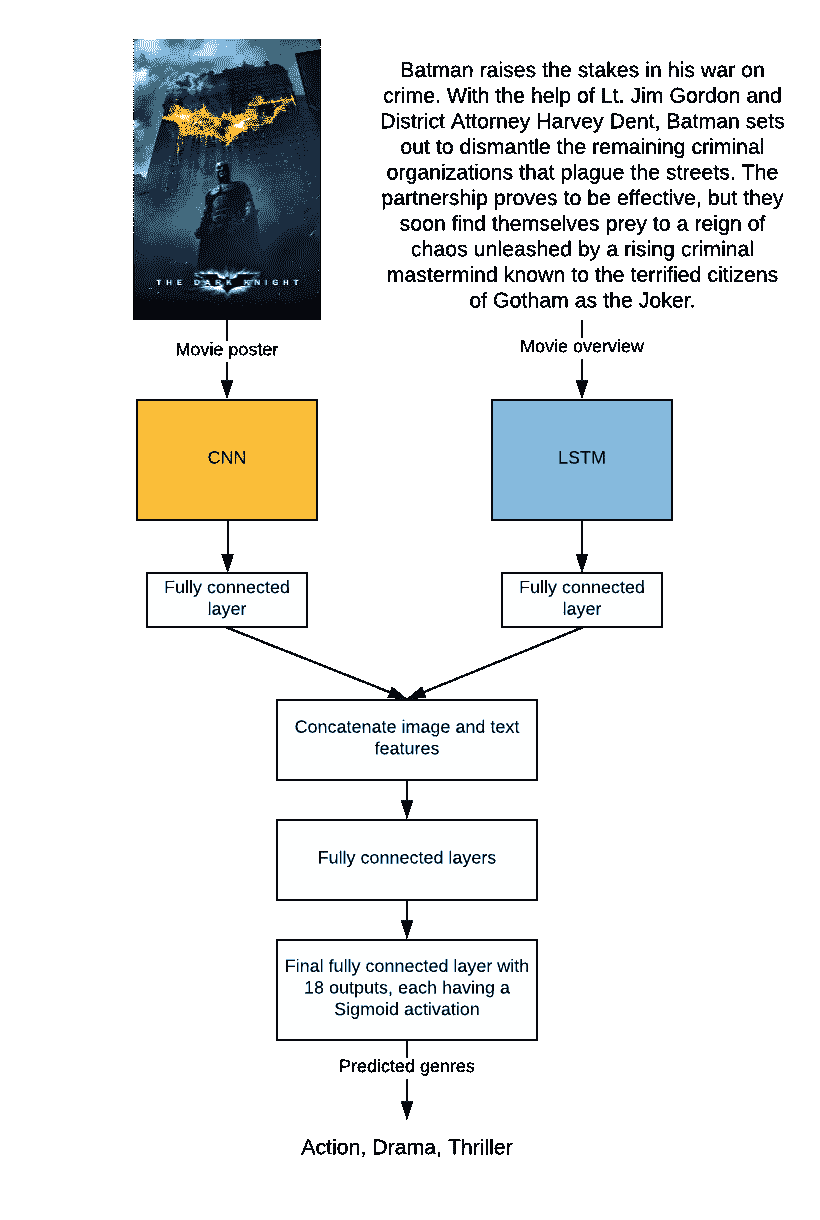 Batman raises the stakes in his war on
crime. With the help of Lt. Jim Gordon and
District Attorney Harvey Dent, Batman sets
out to dismantle the remaining criminal
organizations that plague the streets. The
partnership proves to be effective, but they
soon find themselves prey to a reign of
chaos unleashed by a rising criminal
mastermind known to the terrified citizens
of Gotham as the Joker.
THE DARK KNIGHT
Movie poster
Movie overview
CNN
LSTM
Fully connected
layer
Fully connected
layer
Concatenate image and text
features
Fully connected layers
Final fully connected layer with
18 outputs, each having a
Sigmoid activation
Predicted genres
Action, Drama, Thriller